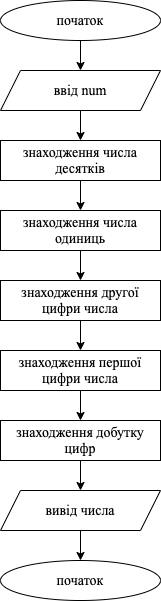 початок
ввід num
знаходження числа
десятків
знаходження числа
одиниць
знаходження другої
цифри числа
знаходження першої
цифри числа
знаходження добутку
цифр
вивід числа
початок